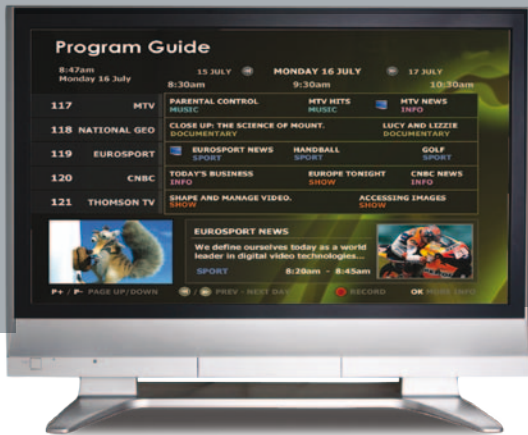 Program Guide
8:47am
Monday 16 July
15 JULY MONDAY 16 JULY 17 JULY
8:30am 9:30am 10:30am
117 MTV
PARENTAL CONTROL MTV HITS MTV NEWS
MUSIC MUSIC INFO
118 NATIONAL GEO
CLOSE UP: THE SCIENCE OF MOUNT. LUCY AND LIZZIE
DOCUMENTARY DOCUMENTARY
119 EUROSPORT
EUROSPORT NEWS HANDBALL GOLF
SPORT SPORT SPORT
120 CNBC
TODAY'S BUSINESS EUROPE TONIGHT CNBC NEWS
INFO SHOW INFO
121 THOMSON TV
SHAPE AND MANAGE VIDEO. ACCESSING IMAGES
SHOW SHOW
EUROSPORT NEWS
We define ourselves today as a world
leader in digital video technologies...
SPORT 8:20am - 8:45am
P+ / P- PAGE UP/DOWN / PREV - NEXT DAY RECORD OK MORE INFO